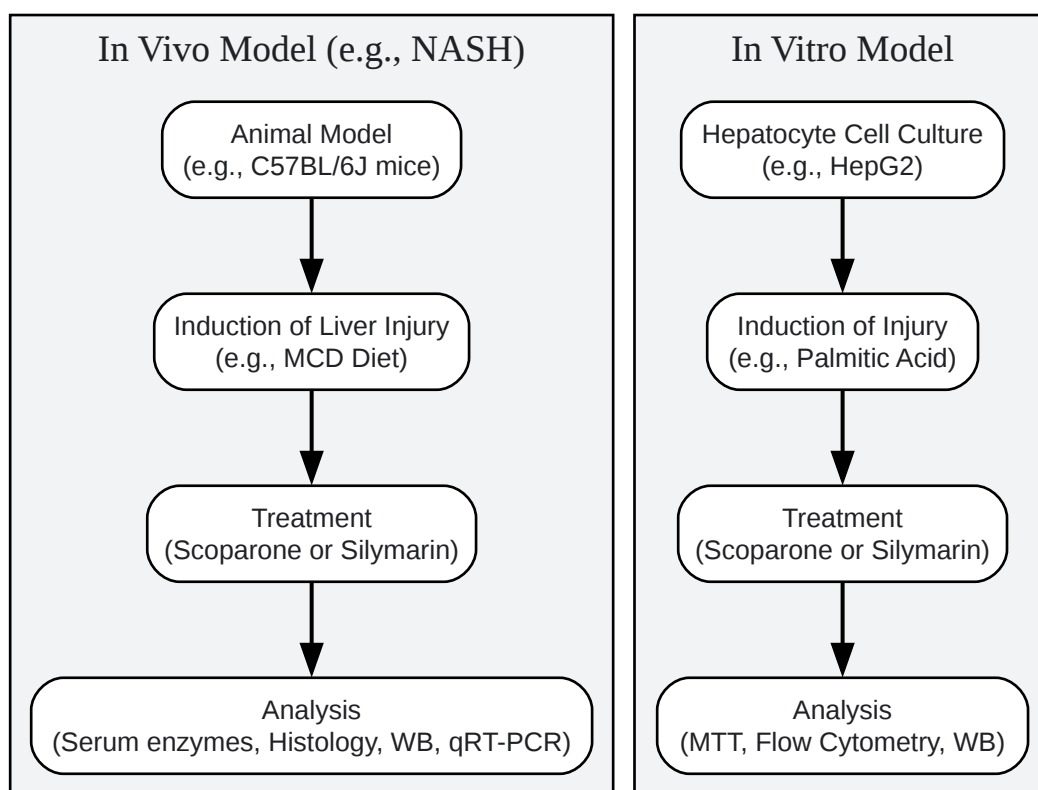 In Vivo Model (e.g., NASH)
Animal Model
(e.g., C57BL/6J mice)
Induction of Liver Injury
(e.g., MCD Diet)
Treatment
(Scoparone or Silymarin)
Analysis
(Serum enzymes, Histology, WB, qRT-PCR)
In Vitro Model
Hepatocyte Cell Culture
(e.g., HepG2)
Induction of Injury
(e.g., Palmitic Acid)
Treatment
(Scoparone or Silymarin)
Analysis
(MTT, Flow Cytometry, WB)